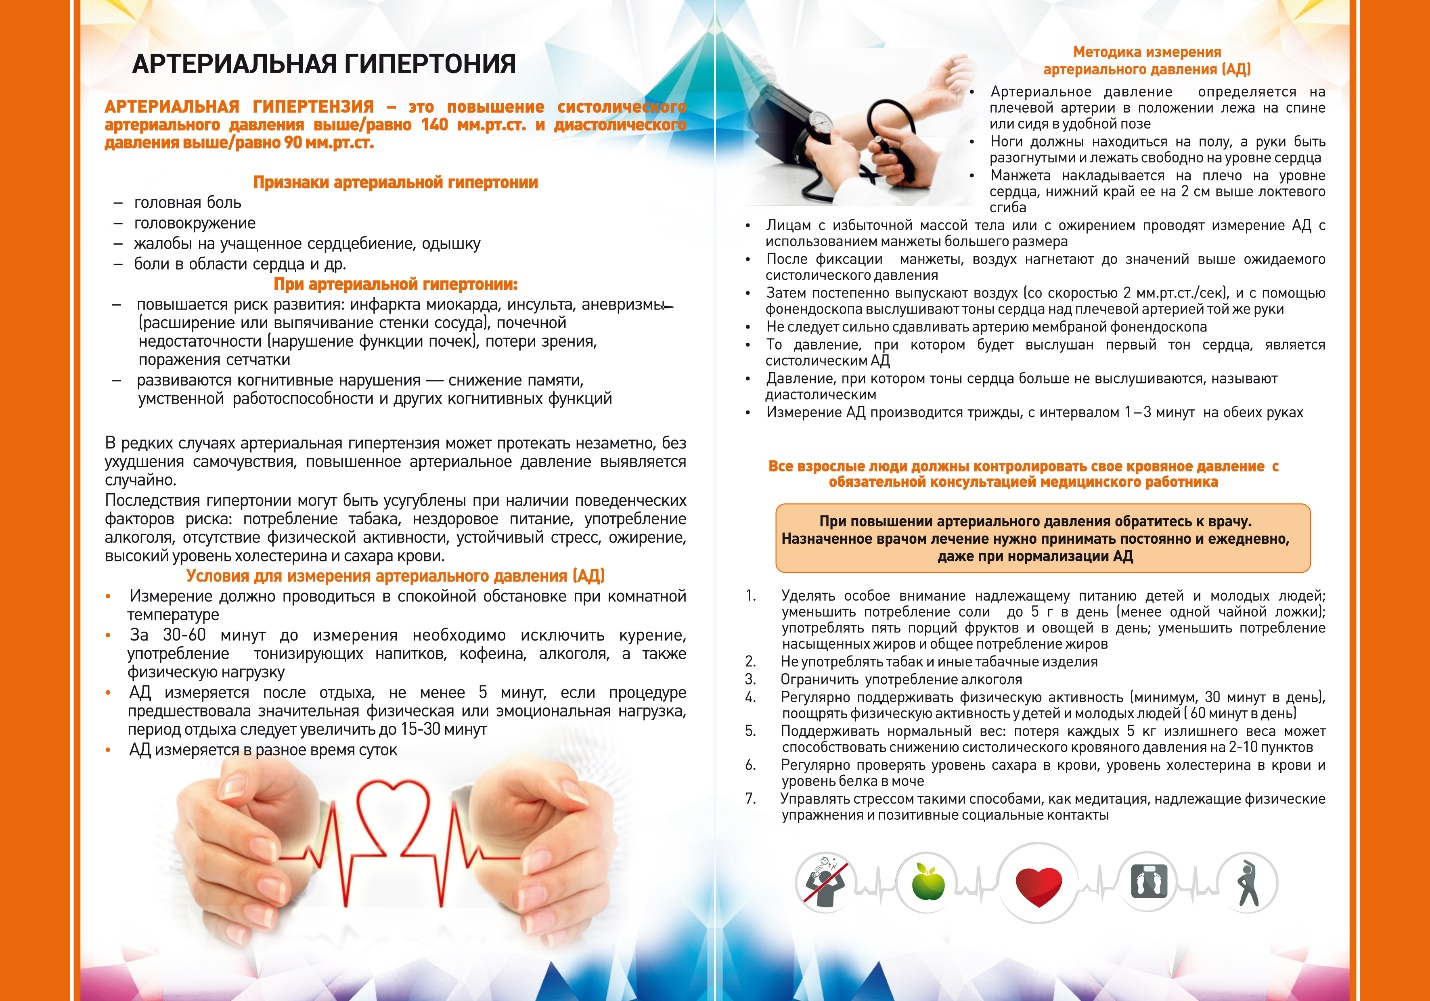 АРТЕРИАЛЬНАЯ ГИПЕРТОНИЯ
АРТЕРИАЛЬНАЯ ГИПЕРТЕНЗИЯ – это повышение систолического
артериального давления выше/равно 140 мм.рт.ст. и диастолического
давления выше/равно 90 мм.рт.ст.
Признаки артериальной гипертонии
– головная боль
– головокружение
– жалобы на учащенное сердцебиение, одышку
– боли в области сердца и др.
При артериальной гипертонии:
– повышается риск развития: инфаркта миокарда, инсульта, аневризмы–
(расширение или выпячивание стенки сосуда), почечной
недостаточности (нарушение функции почек), потери зрения,
поражения сетчатки
– развиваются когнитивные нарушения — снижение памяти,
умственной работоспособности и других когнитивных функций
В редких случаях артериальная гипертензия может протекать незаметно, без
ухудшения самочувствия, повышенное артериальное давление выявляется
случайно.
Последствия гипертонии могут быть усугублены при наличии поведенческих
факторов риска: потребление табака, нездоровое питание, употребление
алкоголя, отсутствие физической активности, устойчивый стресс, ожирение,
высокий уровень холестерина и сахара крови.
Условия для измерения артериального давления (АД)
• Измерение должно проводиться в спокойной обстановке при комнатной
температуре
• За 30-60 минут до измерения необходимо исключить курение,
употребление тонизирующих напитков, кофеина, алкоголя, а также
физическую нагрузку
• АД измеряется после отдыха, не менее 5 минут, если процедуре
предшествовала значительная физическая или эмоциональная нагрузка,
период отдыха следует увеличить до 15-30 минут
• АД измеряется в разное время суток
Методика измерения
артериального давления (АД)
• Артериальное давление определяется на
плечевой артерии в положении лежа на спине
или сидя в удобной позе
• Ноги должны находиться на полу, а руки быть
разогнутыми и лежать свободно на уровне сердца
• Манжета накладывается на плечо на уровне
сердца, нижний край ее на 2 см выше локтевого
сгиба
• Лицам с избыточной массой тела или с ожирением проводят измерение АД с
использованием манжеты большего размера
• После фиксации манжеты, воздух нагнетают до значений выше ожидаемого
систолического давления
• Затем постепенно выпускают воздух (со скоростью 2 мм.рт.ст./сек), и с помощью
фонендоскопа выслушивают тоны сердца над плечевой артерией той же руки
• Не следует сильно сдавливать артерию мембраной фонендоскопа
• То давление, при котором будет выслушан первый тон сердца, является
систолическим АД
• Давление, при котором тоны сердца больше не выслушиваются, называют
диастолическим
• Измерение АД производится трижды, с интервалом 1–3 минут на обеих руках
Все взрослые люди должны контролировать свое кровяное давление с
обязательной консультацией медицинского работника
При повышении артериального давления обратитесь к врачу.
Назначенное врачом лечение нужно принимать постоянно и ежедневно,
даже при нормализации АД
1. Уделять особое внимание надлежащему питанию детей и молодых людей;
уменьшить потребление соли до 5 г в день (менее одной чайной ложки);
употреблять пять порций фруктов и овощей в день; уменьшить потребление
насыщенных жиров и общее потребление жиров
2. Не употреблять табак и иные табачные изделия
3. Ограничить употребление алкоголя
4. Регулярно поддерживать физическую активность (минимум, 30 минут в день),
поощрять физическую активность у детей и молодых людей ( 60 минут в день)
5. Поддерживать нормальный вес: потеря каждых 5 кг излишнего веса может
способствовать снижению систолического кровяного давления на 2-10 пунктов
6. Регулярно проверять уровень сахара в крови, уровень холестерина в крови и
уровень белка в моче
7. Управлять стрессом такими способами, как медитация, надлежащие физические
упражнения и позитивные социальные контакты